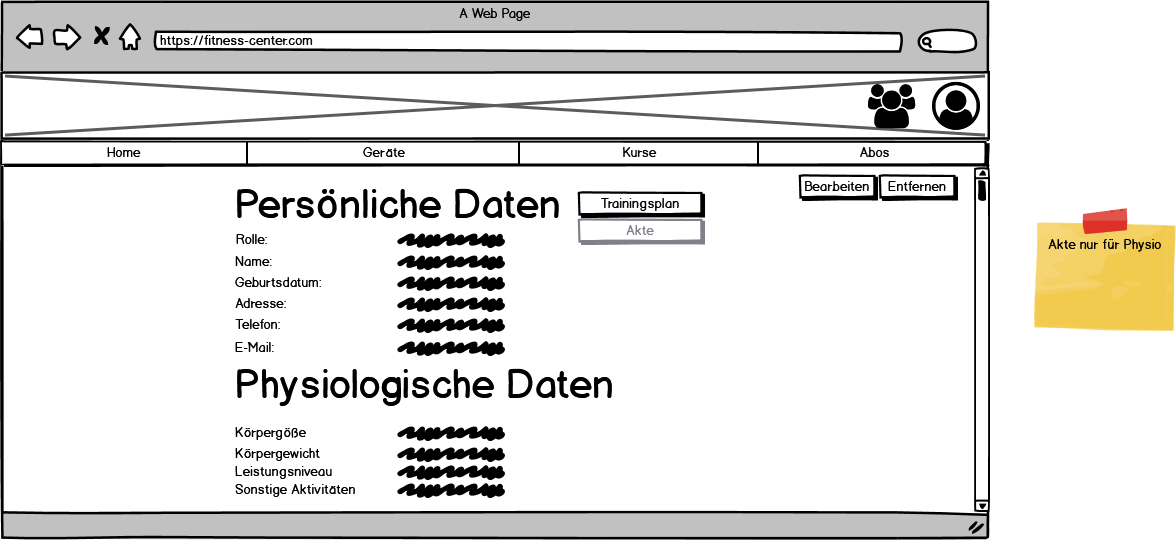 A Web Page
https://fitness-center.com
Home
Geräte
Kurse
Abos
Bearbeiten
Entfernen
Persönliche Daten
Trainingsplan
Akte
Rolle:
Name:
Geburtsdatum:
Adresse:
Telefon:
E-Mail:
Physiologische Daten
Körpergöße
Körpergewicht
Leistungsniveau
Sonstige Aktivitäten
Akte nur für Physio